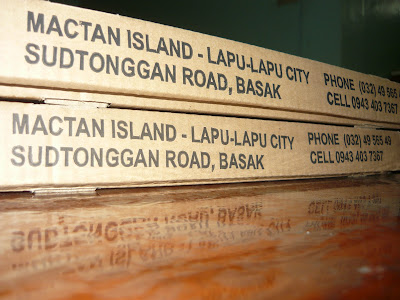 MACTAN ISLAND - LAPU-LAPU CITY PHONE (032) 49 565 4
SUDTONGGAN ROAD, BASAK CELL 0943 403 7367
MACTAN ISLAND - LAPU-LAPU CITY PHONE (032) 49 565 49
SUDTONGGAN ROAD, BASAK CELL 0943 403 7367